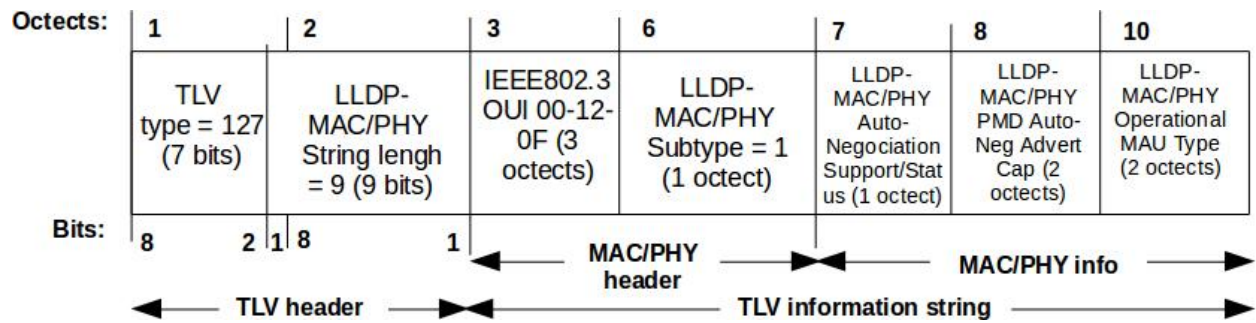 Octects: 1 2 3 6 7 8 10
TLV
type = 127
(7 bits)
LLDP-
MAC/PHY
String lengh
= 9 (9 bits)
IEEE802.3
OUI 00-12-
0F (3
octects)
LLDP-
MAC/PHY
Subtype = 1
(1 octect)
LLDP-
MAC/PHY
Auto-
Negociation
Support/Stat
us (1 octect)
LLDP-
MAC/PHY
PMD Auto-
Neg Advert
Cap (2
octects)
LLDP-
MAC/PHY
Operational
MAU Type
(2 octects)
Bits: 8 2 1 8 1
MAC/PHY
header
MAC/PHY info
TLV header
TLV information string